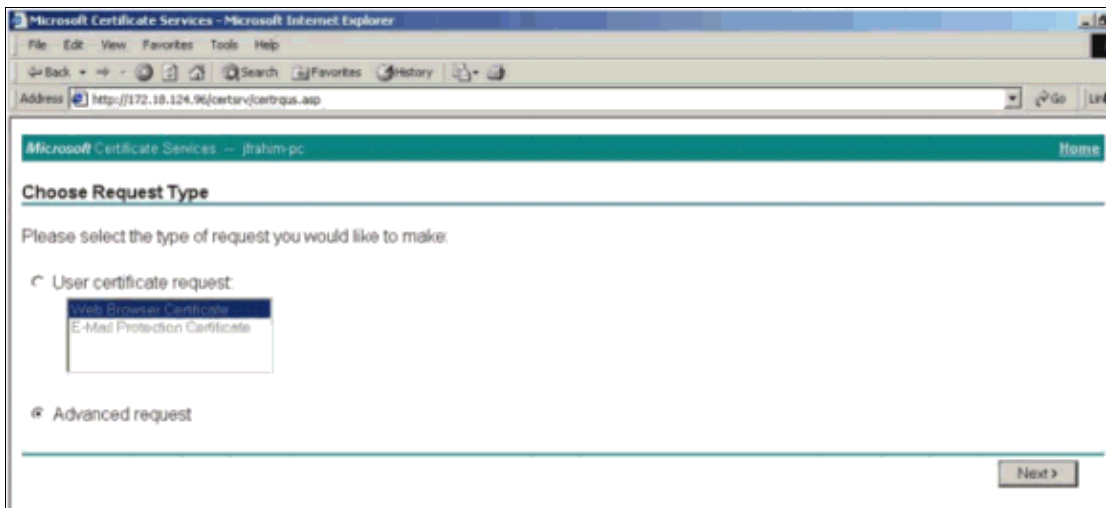 Microsoft Certificate Services - Microsoft Internet Explorer
File Edit View Favorites Tools Help
Back Search Favorites History
Address http://172.18.124.96/certsrv/certrqus.asp Go
Microsoft Certificate Services -- jfrahim-pc Home
Choose Request Type
Please select the type of request you would like to make:
User certificate request:
Web Browser Certificate
E-Mail Protection Certificate
Advanced request
Next >